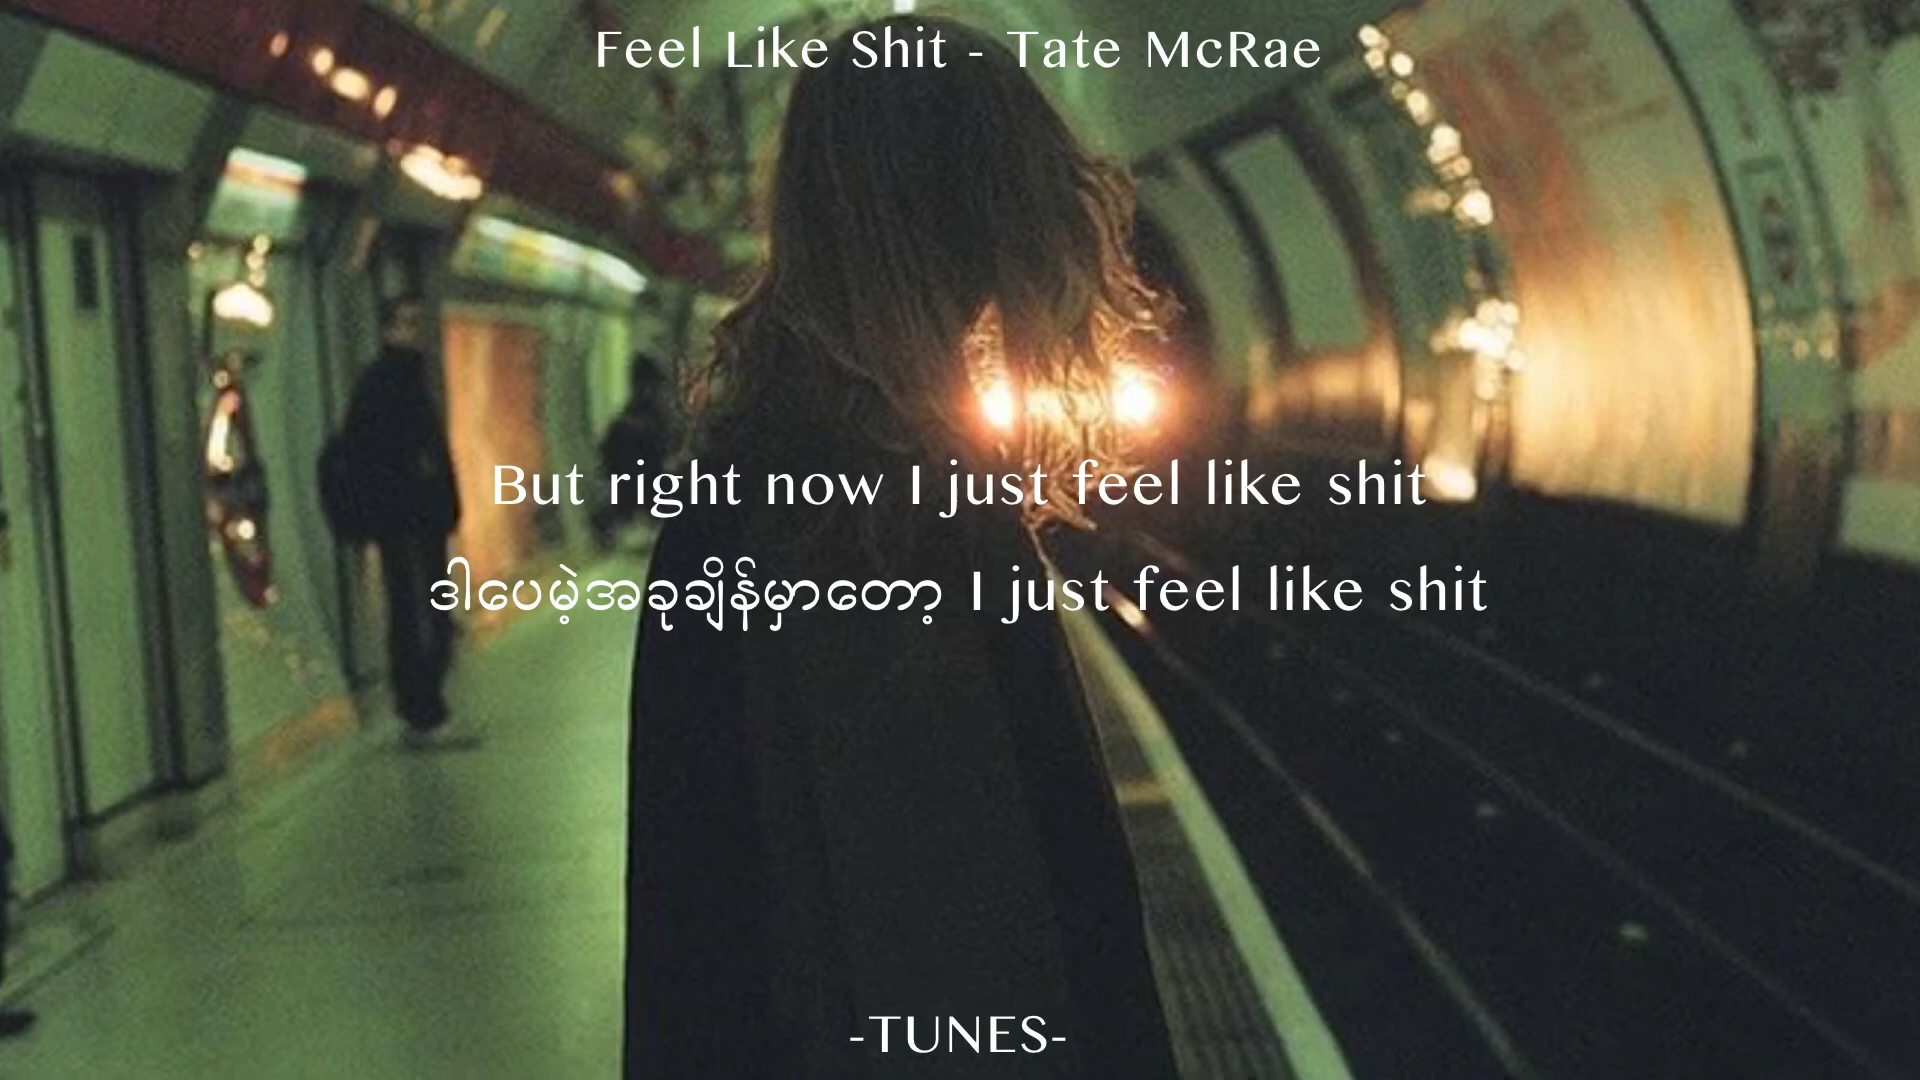 Feel Like Shit - Tate McRae
But right now I just feel like shit
ဒါပေမဲ့အခုချိန်မှာတော့ I just feel like shit
-TUNES-